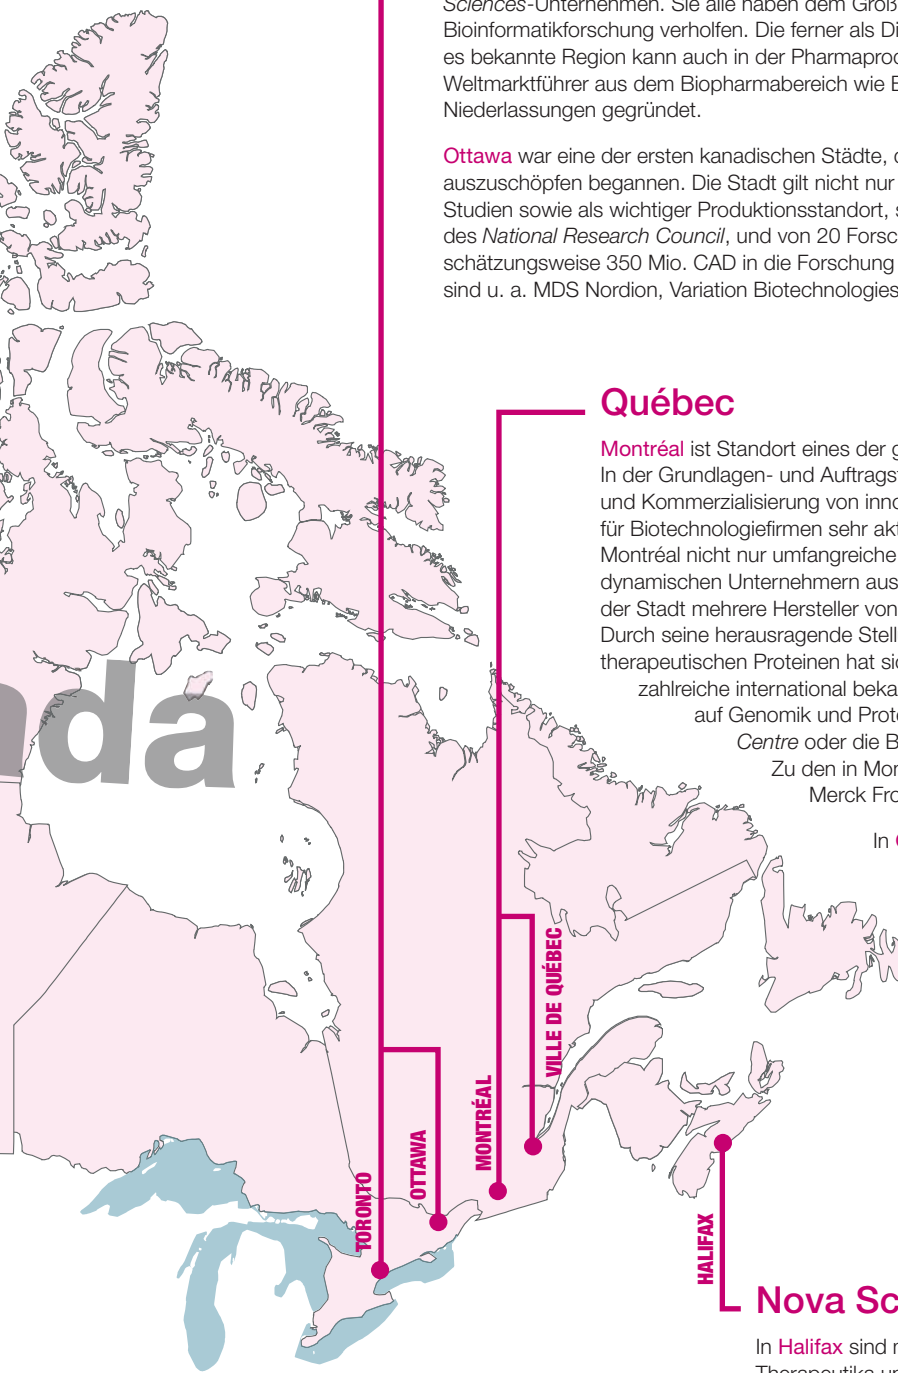 Sciences-Unternehmen. Sie alle haben dem Groß
Bioinformatikforschung verholfen. Die ferner als Di
es bekannte Region kann auch in der Pharmaproc
Weltmarktführer aus dem Biopharmabereich wie B
Niederlassungen gegründet.
Ottawa war eine der ersten kanadischen Städte, d
auszuschöpfen begannen. Die Stadt gilt nicht nur
Studien sowie als wichtiger Produktionsstandort, s
des National Research Council, und von 20 Forsc
schätzungsweise 350 Mio. CAD in die Forschung
sind u. a. MDS Nordion, Variation Biotechnologies
Québec
Montréal ist Standort eines der g
In der Grundlagen- und Auftragsf
und Kommerzialisierung von inno
für Biotechnologiefirmen sehr akt
Montréal nicht nur umfangreiche
dynamischen Unternehmern aus
der Stadt mehrere Hersteller von
Durch seine herausragende Stell
therapeutischen Proteinen hat sic
zahlreiche international beka
auf Genomik und Prote
Centre oder die B
Zu den in Mon
Merck Fro
In
nada
VILLE DE QUÉBEC
MONTRÉAL
OTTAWA
TORONTO
HALIFAX
Nova Sc
In Halifax sind
Therapeutika u